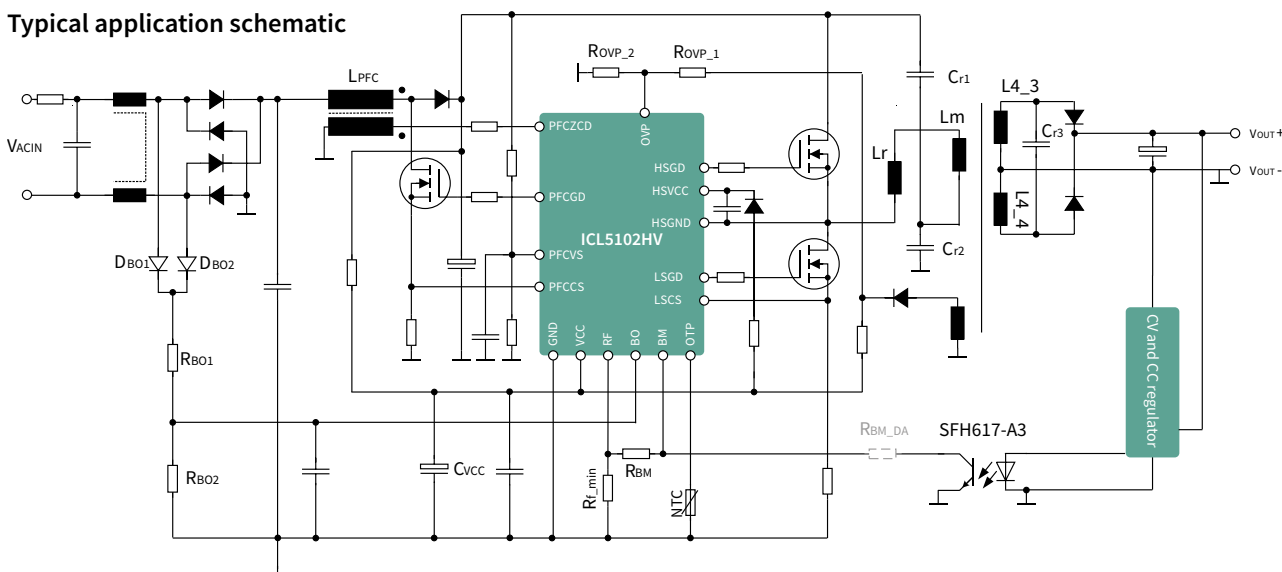 Typical application schematic
ROVP_2
ROVP_1
LPFC
Cr1
L4_3
VACIN
PFCZCD
OVP
Lm
Cr3
VOUT+
HSGD
Lr
VOUT-
HSVCC
PFCGD
HSGND
L4_4
ICL5102HV
Cr2
DBO1
DBO2
PFCVS
LSGD
PFCCS
LSCS
GND
VCC
RF
BO
BM
OTP
CV and CC
regulator
RBO1
RBM_DA
SFH617-A3
RBO2
CVCC
RBM
Rf_min
NTC